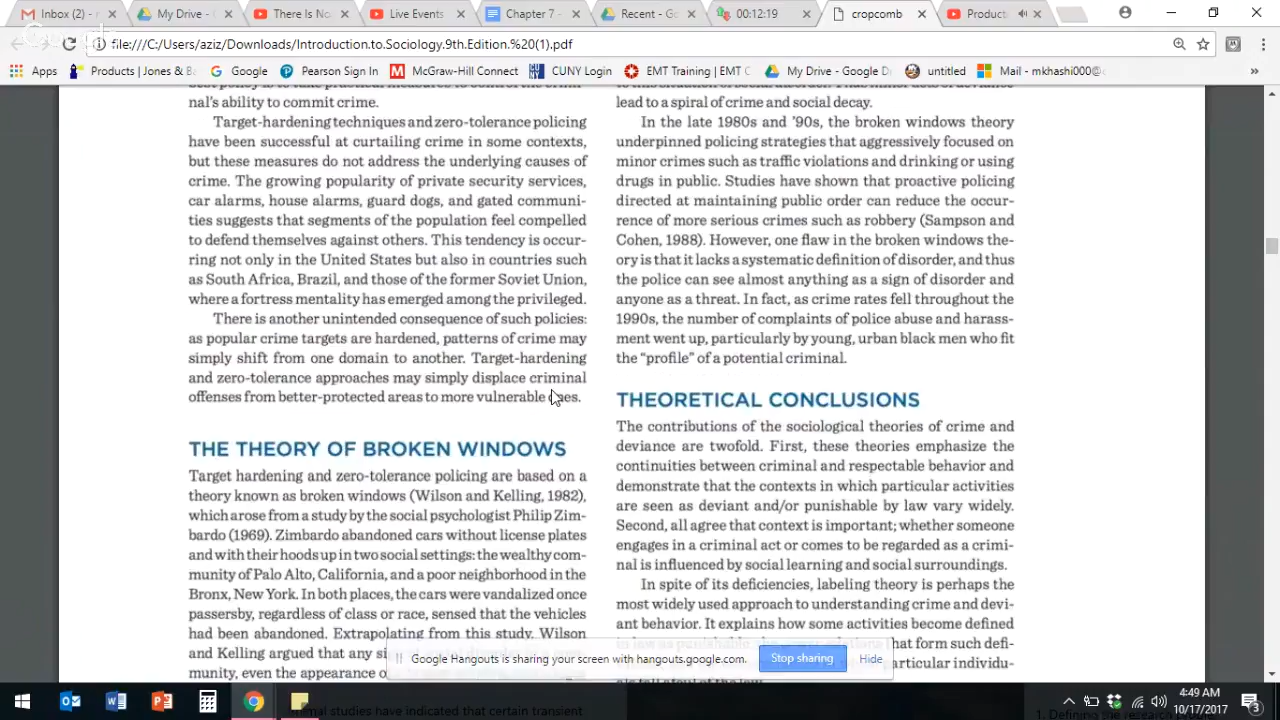 Inbox (2) - r
My Drive -
There Is No
Live Events
Chapter 7 -
Recent - Go
00:12:19
cropcomb
Product
file:///C:/Users/aziz/Downloads/Introduction.to.Sociology.9th.Edition.%20(1).pdf
Apps
Products | Jones & Ba
Google
Pearson Sign In
McGraw-Hill Connect
CUNY Login
EMT Training | EMT C
My Drive - Google D
untitled
Mail - mkhashi000@c
»
nal's ability to commit crime.
Target-hardening techniques and zero-tolerance policing
have been successful at curtailing crime in some contexts,
but these measures do not address the underlying causes of
crime. The growing popularity of private security services,
car alarms, house alarms, guard dogs, and gated communi-
ties suggests that segments of the population feel compelled
to defend themselves against others. This tendency is occur-
ring not only in the United States but also in countries such
as South Africa, Brazil, and those of the former Soviet Union,
where a fortress mentality has emerged among the privileged.
There is another unintended consequence of such policies:
as popular crime targets are hardened, patterns of crime may
simply shift from one domain to another. Target-hardening
and zero-tolerance approaches may simply displace criminal
offenses from better-protected areas to more vulnerable ones.
THE THEORY OF BROKEN WINDOWS
Target hardening and zero-tolerance policing are based on a
theory known as broken windows (Wilson and Kelling, 1982),
which arose from a study by the social psychologist Philip Zim-
bardo (1969). Zimbardo abandoned cars without license plates
and with their hoods up in two social settings: the wealthy com-
munity of Palo Alto, California, and a poor neighborhood in the
Bronx, New York. In both places, the cars were vandalized once
passersby, regardless of class or race, sensed that the vehicles
had been abandoned. Extrapolating from this study, Wilson
and Kelling argued that any si
munity, even the appearance o
lead to a spiral of crime and social decay.
In the late 1980s and '90s, the broken windows theory
underpinned policing strategies that aggressively focused on
minor crimes such as traffic violations and drinking or using
drugs in public. Studies have shown that proactive policing
directed at maintaining public order can reduce the occur-
rence of more serious crimes such as robbery (Sampson and
Cohen, 1988). However, one flaw in the broken windows the-
ory is that it lacks a systematic definition of disorder, and thus
the police can see almost anything as a sign of disorder and
anyone as a threat. In fact, as crime rates fell throughout the
1990s, the number of complaints of police abuse and harass-
ment went up, particularly by young, urban black men who fit
the "profile" of a potential criminal.
THEORETICAL CONCLUSIONS
The contributions of the sociological theories of crime and
deviance are twofold. First, these theories emphasize the
continuities between criminal and respectable behavior and
demonstrate that the contexts in which particular activities
are seen as deviant and/or punishable by law vary widely.
Second, all agree that context is important; whether someone
engages in a criminal act or comes to be regarded as a crimi-
nal is influenced by social learning and social surroundings.
In spite of its deficiencies, labeling theory is perhaps the
most widely used approach to understanding crime and devi-
ant behavior. It explains how some activities become defined
that form such defi-
articular individu-
Google Hangouts is sharing your screen with hangouts.google.com.
Stop sharing
Hide
mal studies have indicated that certain transient
4:49 AM
10/17/2017
3